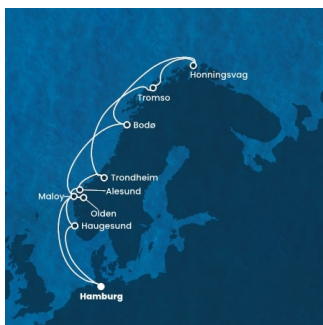 Honningsvag
Tromso
Bodø
Trondheim
Alesund
Maloy
Olden
Haugesund
Hamburg